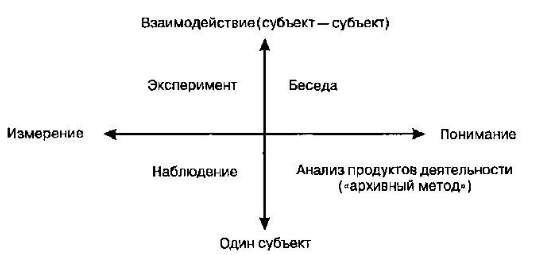 Взаимодействие(субъект — субъект)
Эксперимент
Беседа
Измерение
Понимание
Наблюдение
Анализ продуктов деятельности
(«архивный метод»)
Один субъект